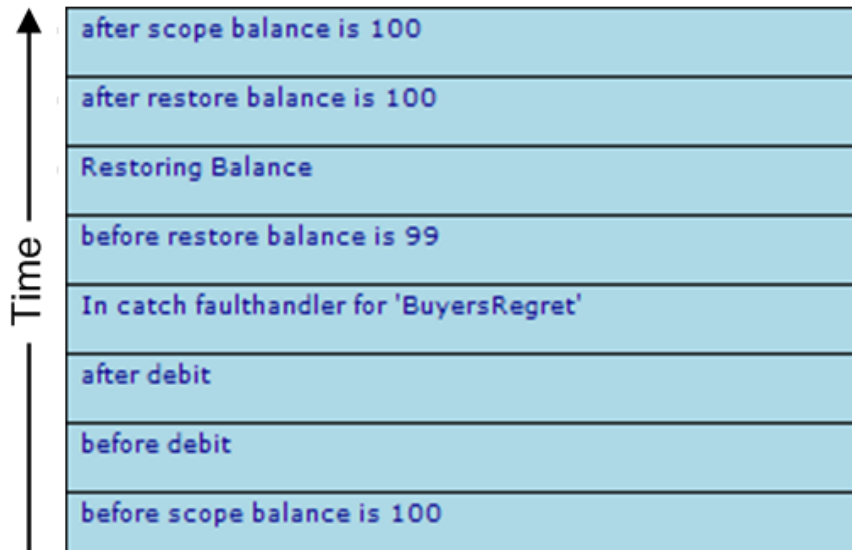 after scope balance is 100
after restore balance is 100
Restoring Balance
before restore balance is 99
In catch faulthandler for 'BuyersRegret'
after debit
before debit
before scope balance is 100
Time